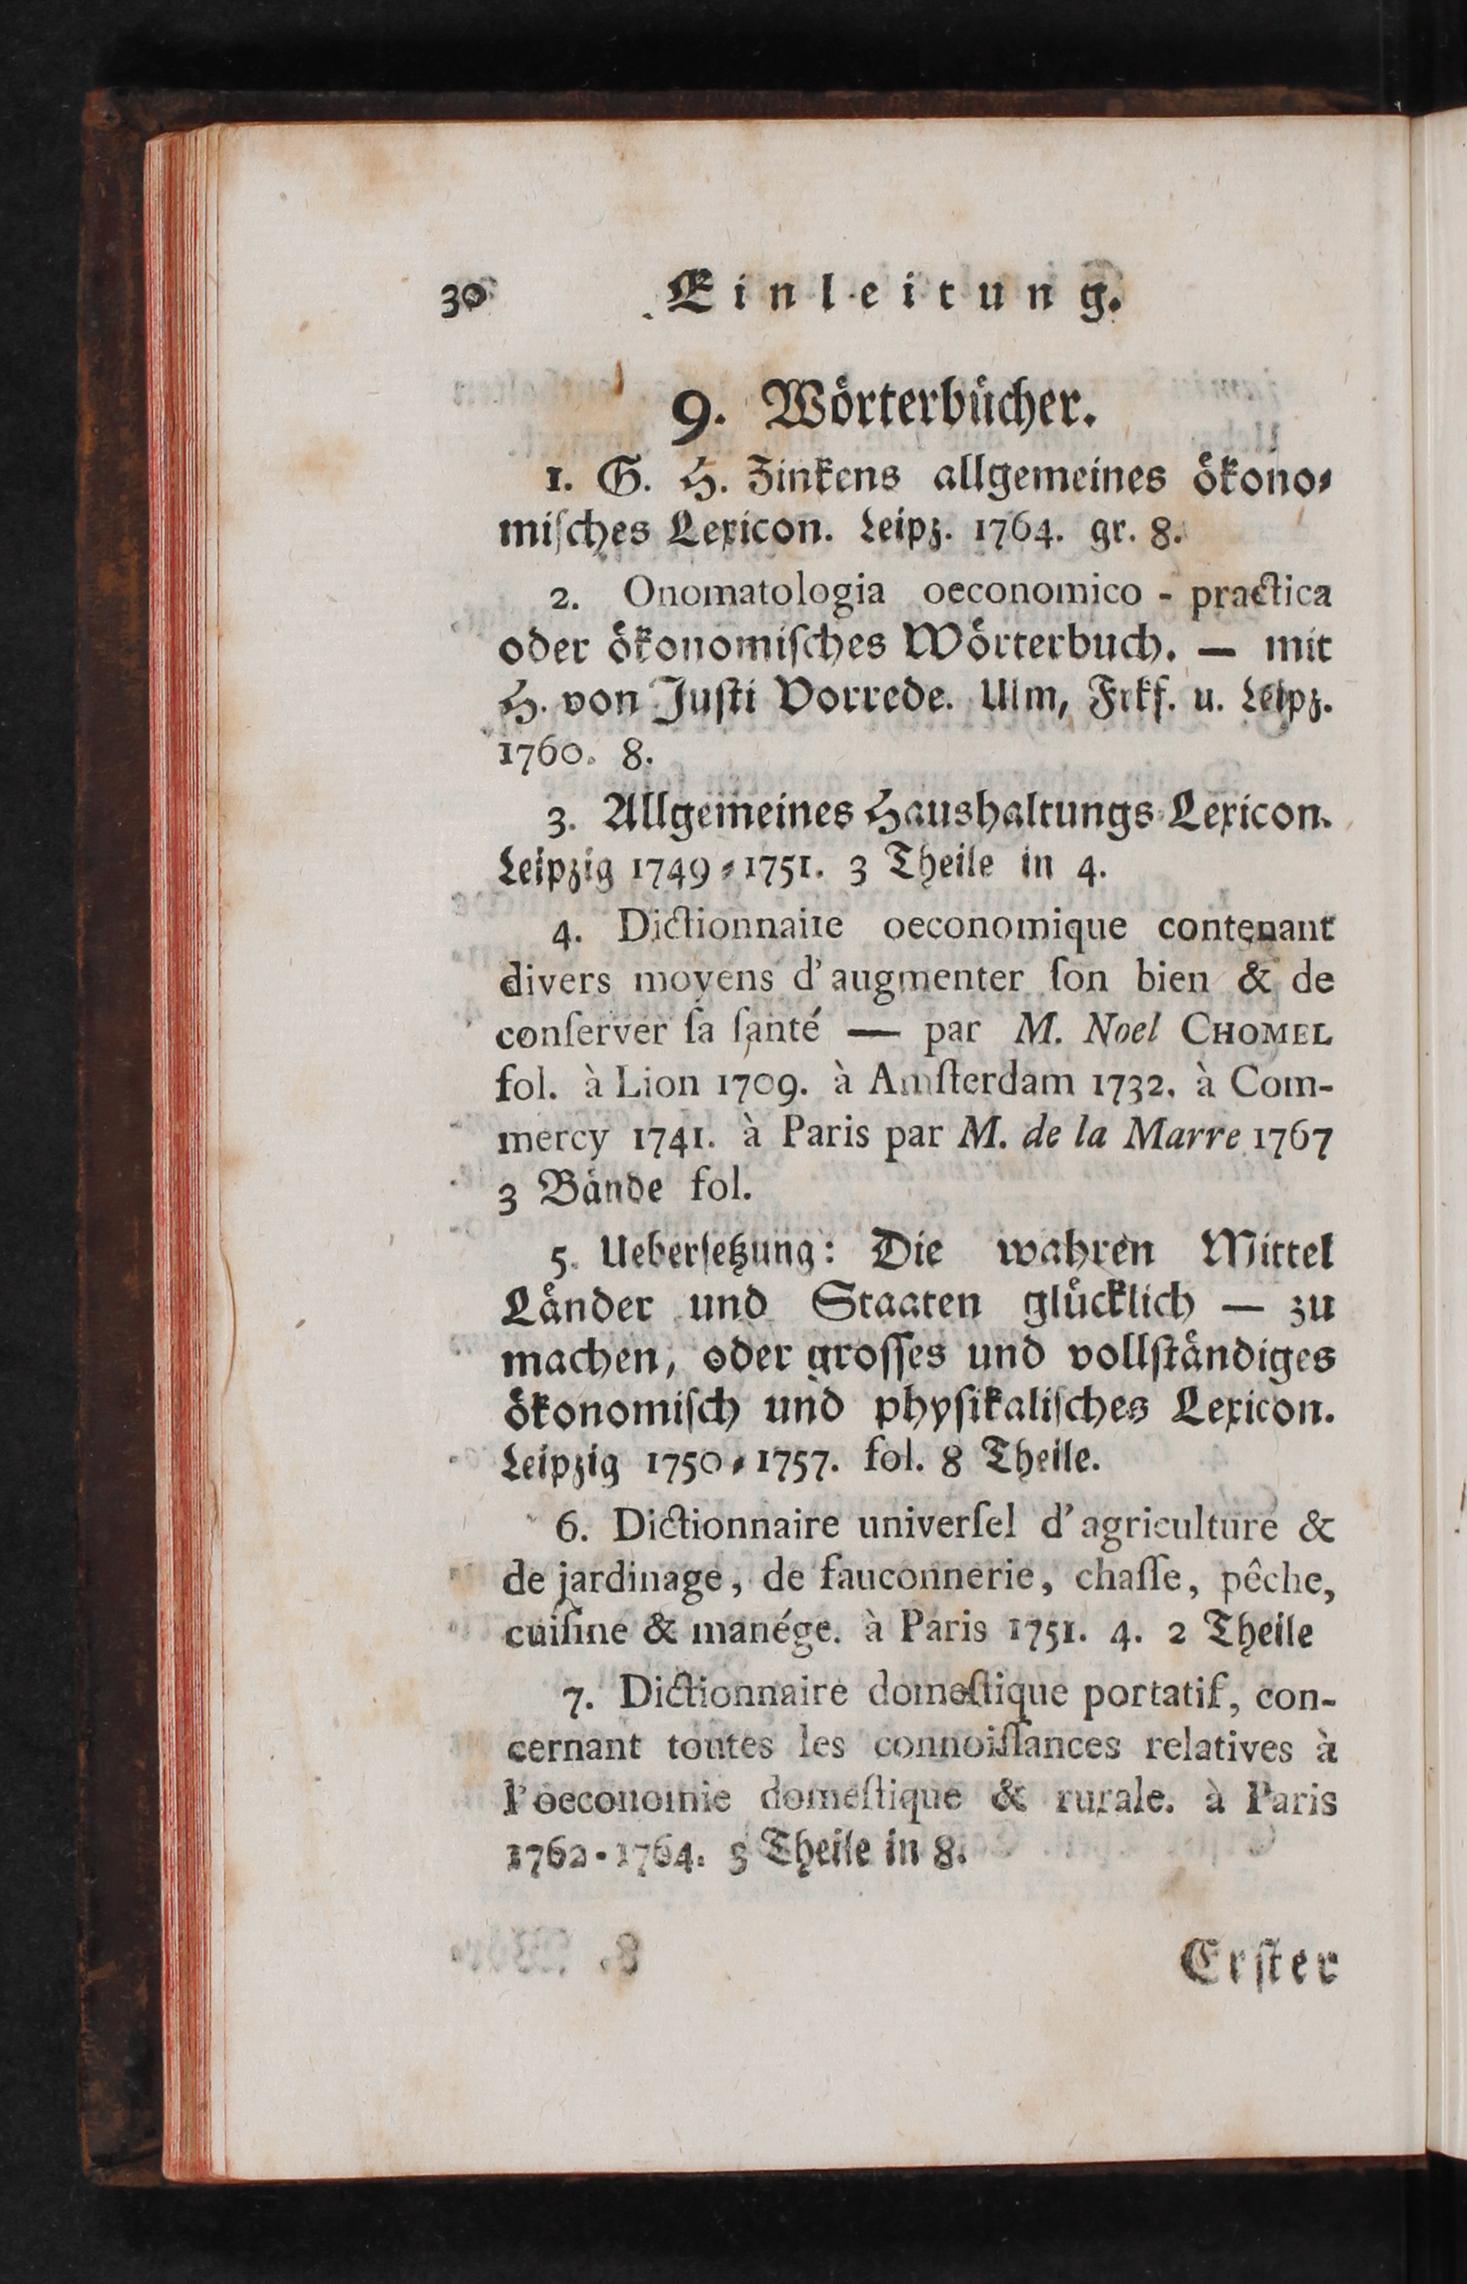 30 Einleitung.
9. Wörterbücher.
1. G. H. Zinkens allgemeines ökono⸗
miſches Lexicon. Leipz. 1764. gr. 8.
2. Onomatologia oeconomico - practica
oder ökonomiſches Wörterbuch. — mit
H. von Juſti Vorrede. Ulm, Frkf. u. Leipz.
1760. 8.
3. Allgemeines Haushaltungs⸗Lexicon.
Leipzig 1749⸗1751. 3 Theile in 4.
4. Dictionnaire oeconomique contenant
divers moyens d'augmenter ſon bien & de
conſerver ſa ſanté — par M. Noel CHOMEL
fol. à Lion 1709. à Amſterdam 1732. à Com-
mercy 1741. à Paris par M. de la Marre 1767
3 Bände fol.
5. Ueberſetzung: Die wahren Mittel
Länder und Staaten glücklich — zu
machen, oder groſſes und vollſtändiges
ökonomiſch und phyſikaliſches Lexicon.
Leipzig 1750⸗1757. fol. 8 Theile.
6. Dictionnaire univerſel d'agriculture &
de jardinage, de fauconnerie, chaſſe, pêche,
cuiſine & manége. à Paris 1751. 4. 2 Theile
7. Dictionnaire domeſtique portatif, con-
cernant toutes les connoiſſances relatives à
l'oeconomie domeſtique & rurale. à Paris
1762-1764. Theile in 8.
Erſter